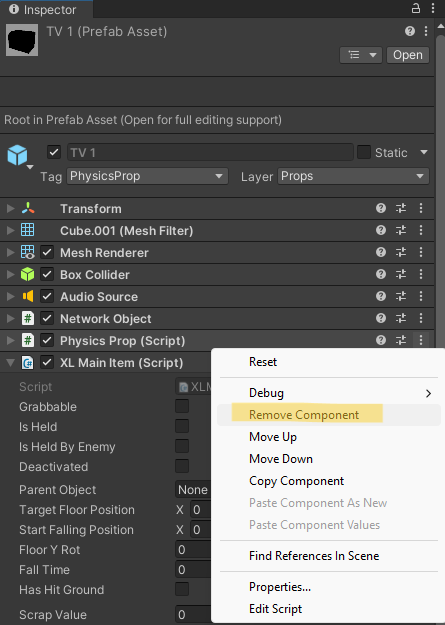 Inspector
TV 1 (Prefab Asset)
Open
Root in Prefab Asset (Open for full editing support)
TV 1
Static
Tag PhysicsProp Layer Props
Transform
Cube.001 (Mesh Filter)
Mesh Renderer
Box Collider
Audio Source
Network Object
Physics Prop (Script)
XL Main Item (Script)
Script XLM
Grabbable
Is Held
Is Held By Enemy
Deactivated
Parent Object None
Target Floor Position X 0
Start Falling Position X 0
Floor Y Rot 0
Fall Time 0
Has Hit Ground
Scrap Value 0
Reset
Debug
Remove Component
Move Up
Move Down
Copy Component
Paste Component As New
Paste Component Values
Find References In Scene
Properties...
Edit Script